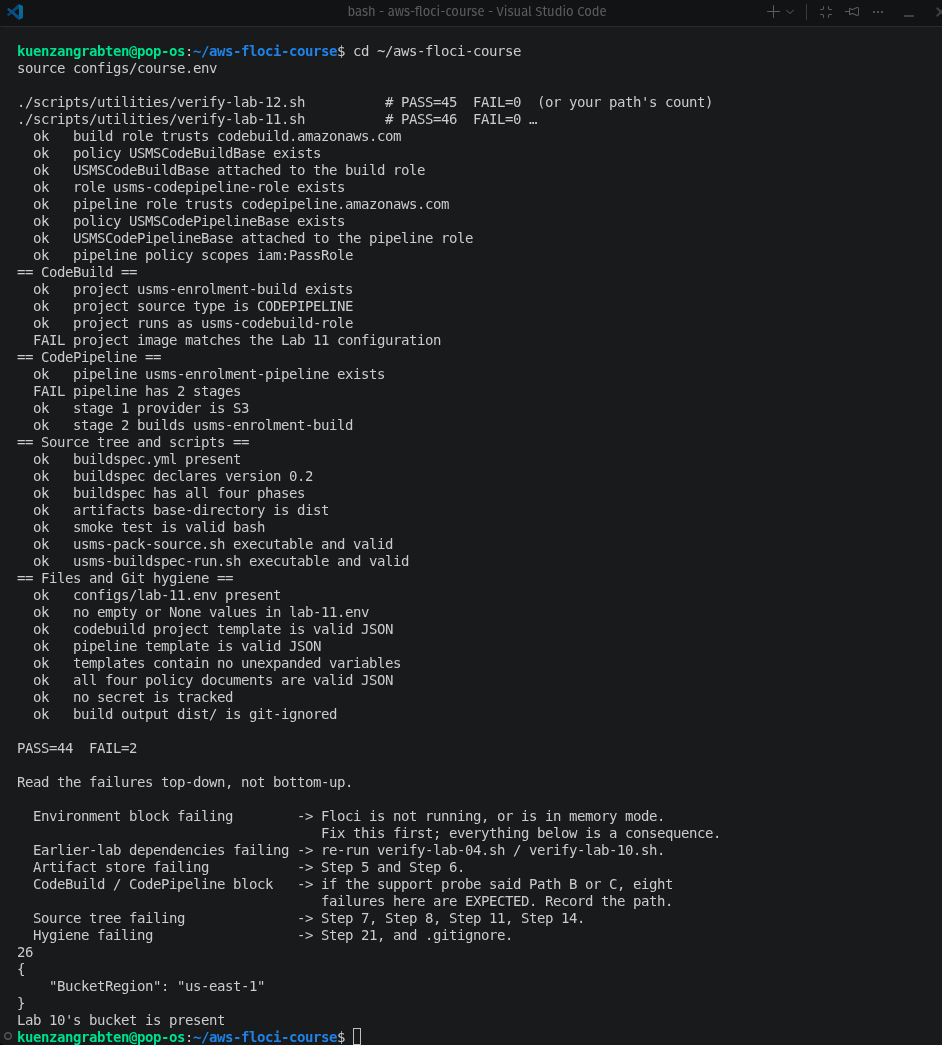 bash - aws-floci-course - Visual Studio Code
kuenzangrabten@pop-os:~/aws-floci-course$ cd ~/aws-floci-course
source configs/course.env
./scripts/utilities/verify-lab-12.sh          # PASS=45  FAIL=0  (or your path's count)
./scripts/utilities/verify-lab-11.sh          # PASS=46  FAIL=0 …
  ok   build role trusts codebuild.amazonaws.com
  ok   policy USMSCodeBuildBase exists
  ok   USMSCodeBuildBase attached to the build role
  ok   role usms-codepipeline-role exists
  ok   pipeline role trusts codepipeline.amazonaws.com
  ok   policy USMSCodePipelineBase exists
  ok   USMSCodePipelineBase attached to the pipeline role
  ok   pipeline policy scopes iam:PassRole
== CodeBuild ==
  ok   project usms-enrolment-build exists
  ok   project source type is CODEPIPELINE
  ok   project runs as usms-codebuild-role
  FAIL project image matches the Lab 11 configuration
== CodePipeline ==
  ok   pipeline usms-enrolment-pipeline exists
  FAIL pipeline has 2 stages
  ok   stage 1 provider is S3
  ok   stage 2 builds usms-enrolment-build
== Source tree and scripts ==
  ok   buildspec.yml present
  ok   buildspec declares version 0.2
  ok   buildspec has all four phases
  ok   artifacts base-directory is dist
  ok   smoke test is valid bash
  ok   usms-pack-source.sh executable and valid
  ok   usms-buildspec-run.sh executable and valid
== Files and Git hygiene ==
  ok   configs/lab-11.env present
  ok   no empty or None values in lab-11.env
  ok   codebuild project template is valid JSON
  ok   pipeline template is valid JSON
  ok   templates contain no unexpanded variables
  ok   all four policy documents are valid JSON
  ok   no secret is tracked
  ok   build output dist/ is git-ignored
PASS=44  FAIL=2
Read the failures top-down, not bottom-up.
  Environment block failing        -> Floci is not running, or is in memory mode.
                                      Fix this first; everything below is a consequence.
  Earlier-lab dependencies failing -> re-run verify-lab-04.sh / verify-lab-10.sh.
  Artifact store failing           -> Step 5 and Step 6.
  CodeBuild / CodePipeline block   -> if the support probe said Path B or C, eight
                                      failures here are EXPECTED. Record the path.
  Source tree failing              -> Step 7, Step 8, Step 11, Step 14.
  Hygiene failing                  -> Step 21, and .gitignore.
26
{
    "BucketRegion": "us-east-1"
}
Lab 10's bucket is present
kuenzangrabten@pop-os:~/aws-floci-course$